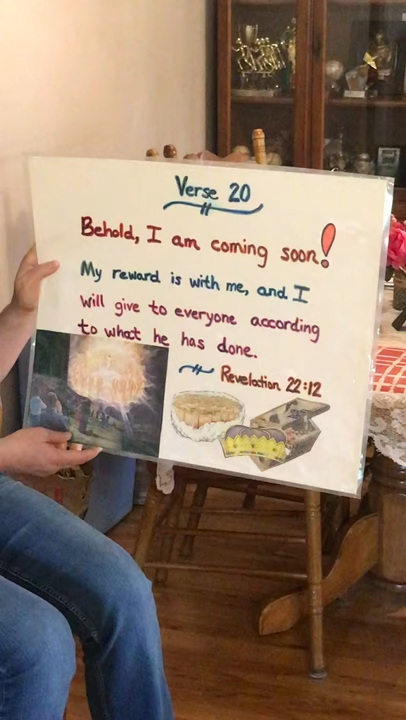 Verse 20
Behold, I am coming soon!
My reward is with me, and I
will give to everyone according
to what he has done.
~ Revelation 22:12